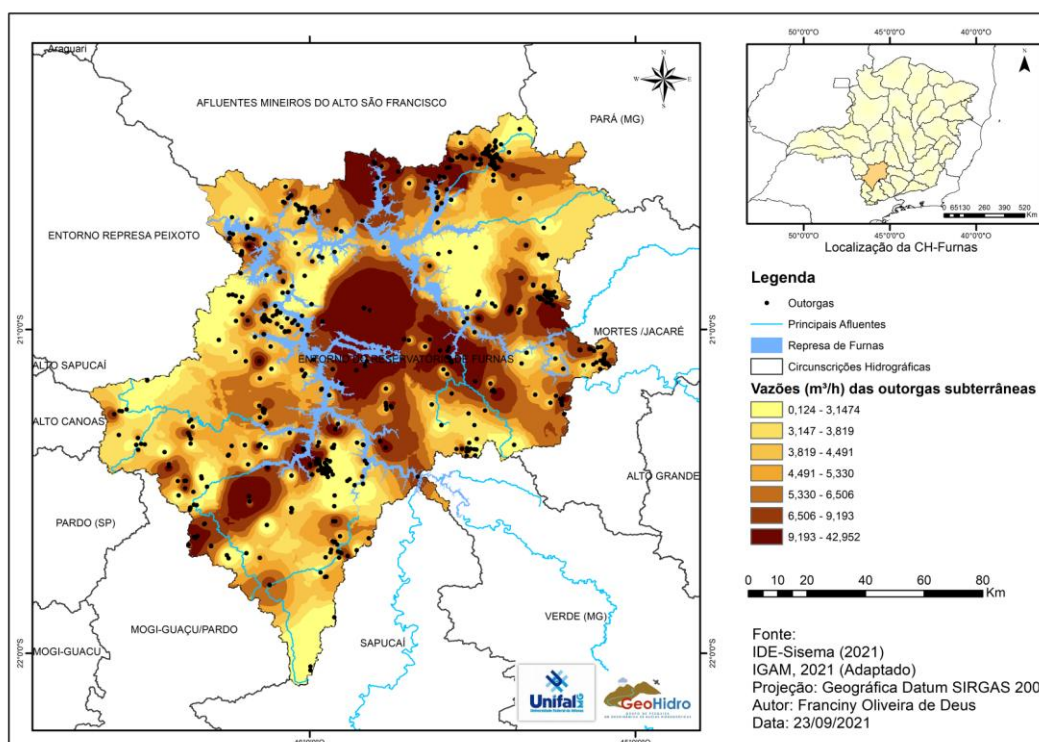 Araguari
AFLUENTES MINEIROS DO ALTO SÃO FRANCISCO
PARÁ (MG)
ENTORNO REPRESA PEIXOTO
MORTES /JACARÉ
ENTORNO DO RESERVATÓRIO DE FURNAS
ALTO SAPUCAÍ
ALTO CANOAS
ALTO GRANDE
PARDO (SP)
VERDE (MG)
MOGI-GUAÇU/PARDO
MOGI-GUACU
SAPUCAÍ
N
W
E
S
21°0'0"S
22°0'0"S
21°0'0"S
22°0'0"S
Unifal MG
Universidade Federal de Alfenas
GeoHidro
50°0'0"O
45°0'0"O
40°0'0"O
N
0 65130 260 390 520
Km
50°0'0"O
45°0'0"O
40°0'0"O
Localização da CH-Furnas
Legenda
Outorgas
Principais Afluentes
Represa de Furnas
Circunscrições Hidrográficas
Vazões (m³/h) das outorgas subterrâneas
0,124 - 3,1474
3,147 - 3,819
3,819 - 4,491
4,491 - 5,330
5,330 - 6,506
6,506 - 9,193
9,193 - 42,952
0 10 20 40 60 80
Km
Fonte:
IDE-Sisema (2021)
IGAM, 2021 (Adaptado)
Projeção: Geográfica Datum SIRGAS 200
Autor: Franciny Oliveira de Deus
Data: 23/09/2021